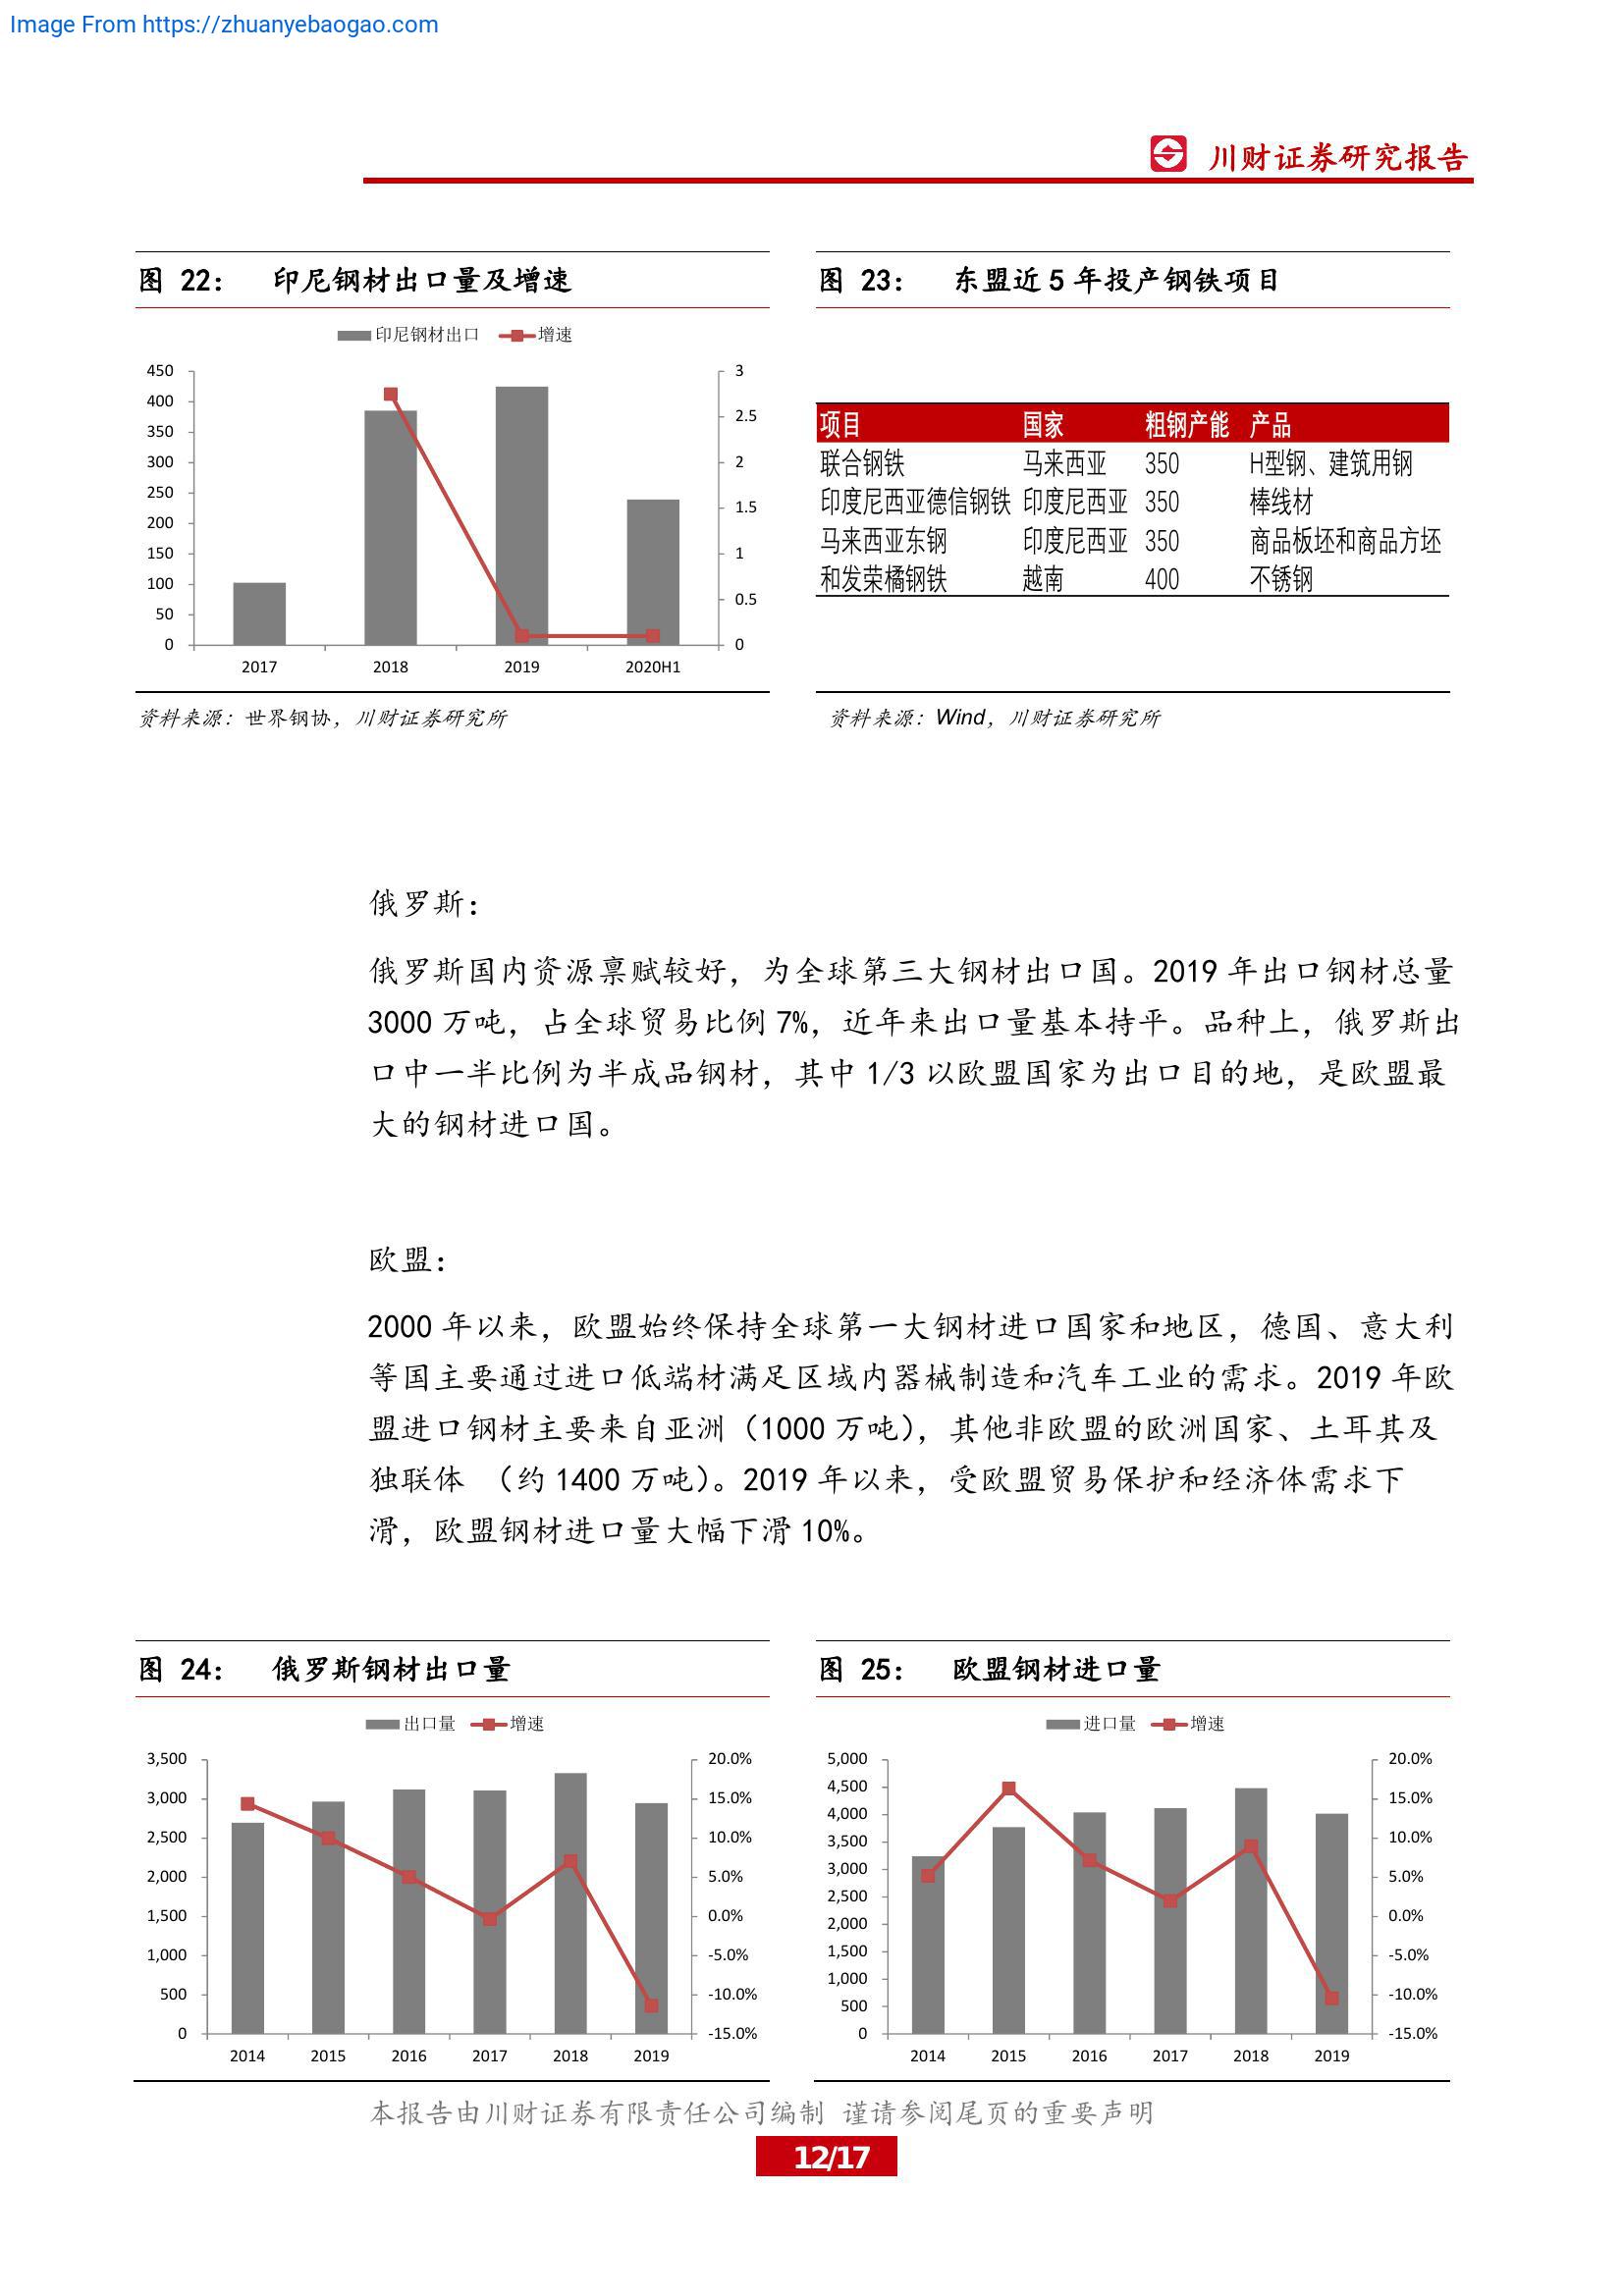 Image From https://zhuanyebaogao.com
川财证券研究报告
图 22： 印尼钢材出口量及增速
印尼钢材出口 增速
450
400
350
300
250
200
150
100
50
0
3
2.5
2
1.5
1
0.5
0
2017 2018 2019 2020H1
资料来源：世界钢协，川财证券研究所
图 23： 东盟近 5 年投产钢铁项目
项目 国家 粗钢产能 产品
联合钢铁 马来西亚 350 H型钢、建筑用钢
印度尼西亚德信钢铁 印度尼西亚 350 棒线材
马来西亚东钢 印度尼西亚 350 商品板坯和商品方坯
和发荣橘钢铁 越南 400 不锈钢
资料来源：Wind，川财证券研究所
俄罗斯：
俄罗斯国内资源禀赋较好，为全球第三大钢材出口国。2019 年出口钢材总量
3000 万吨，占全球贸易比例 7%，近年来出口量基本持平。品种上，俄罗斯出
口中一半比例为半成品钢材，其中 1/3 以欧盟国家为出口目的地，是欧盟最
大的钢材进口国。
欧盟：
2000 年以来，欧盟始终保持全球第一大钢材进口国家和地区，德国、意大利
等国主要通过进口低端材满足区域内器械制造和汽车工业的需求。2019 年欧
盟进口钢材主要来自亚洲（1000 万吨），其他非欧盟的欧洲国家、土耳其及
独联体 （约 1400 万吨）。2019 年以来，受欧盟贸易保护和经济体需求下
滑，欧盟钢材进口量大幅下滑 10%。
图 24： 俄罗斯钢材出口量
出口量 增速
3,500
3,000
2,500
2,000
1,500
1,000
500
0
20.0%
15.0%
10.0%
5.0%
0.0%
-5.0%
-10.0%
-15.0%
2014 2015 2016 2017 2018 2019
图 25： 欧盟钢材进口量
进口量 增速
5,000
4,500
4,000
3,500
3,000
2,500
2,000
1,500
1,000
500
0
20.0%
15.0%
10.0%
5.0%
0.0%
-5.0%
-10.0%
-15.0%
2014 2015 2016 2017 2018 2019
本报告由川财证券有限责任公司编制 谨请参阅尾页的重要声明
12/17